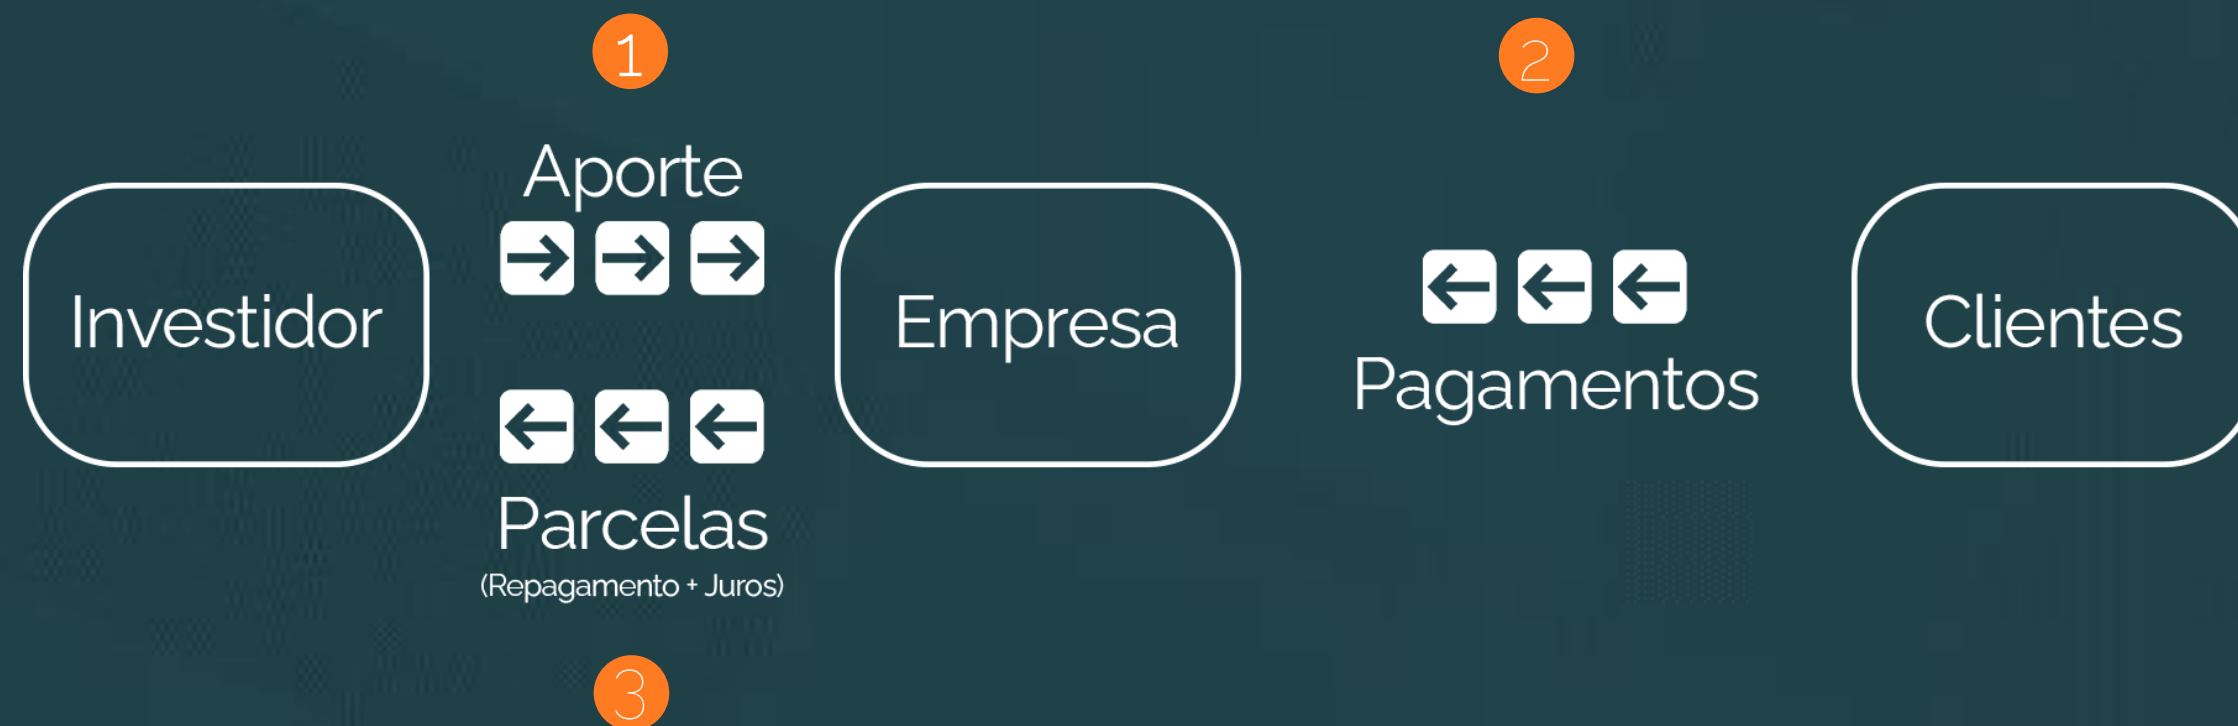 1
2
Aporte
Investidor
Empresa
Clientes
Pagamentos
Parcelas
(Repagamento + Juros)
3